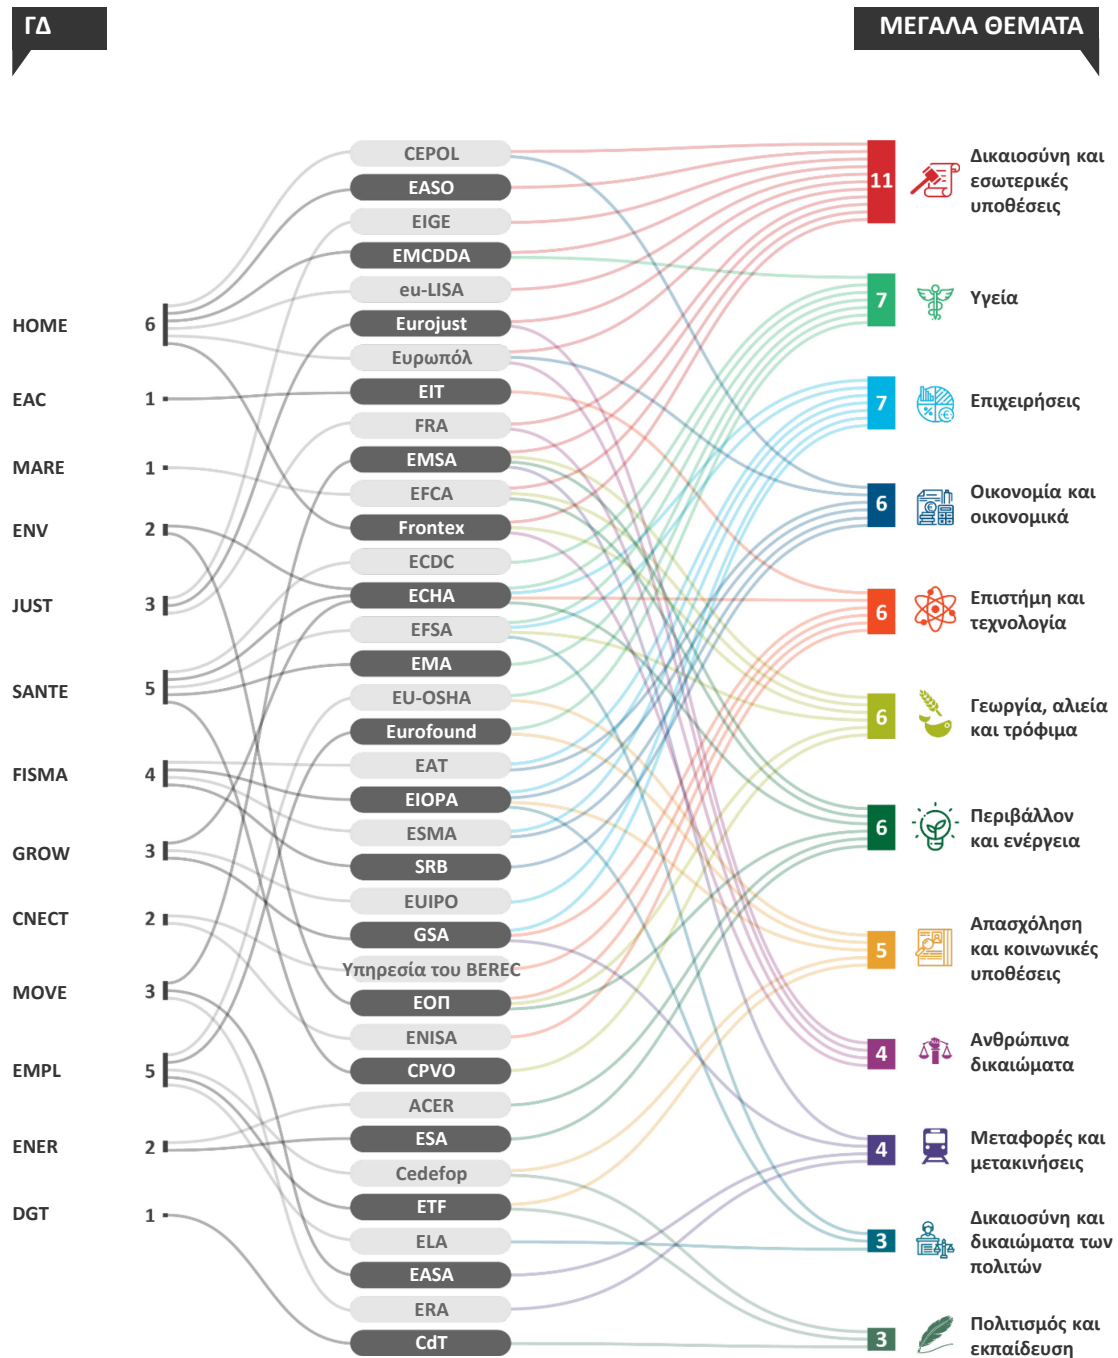 ΓΔ
ΜΕΓΑΛΑ ΘΕΜΑΤΑ
HOME 6
EAC 1
MARE 1
ENV 2
JUST 3
SANTE 5
FISMA 4
GROW 3
CNECT 2
MOVE 3
EMPL 5
ENER 2
DGT 1
CEPOL
EASO
EIGE
EMCDDA
eu-LISA
Eurojust
Ευρωπόλ
EIT
FRA
EMSA
EFCA
Frontex
ECDC
ECHA
EFSA
EMA
EU-OSHA
Eurofound
EAT
EIOPA
ESMA
SRB
EUIPO
GSA
Υπηρεσία του BEREC
ΕΟΠ
ENISA
CPVO
ACER
ESA
Cedefop
ETF
ELA
EASA
ERA
CdT
11
Δικαιοσύνη και
εσωτερικές
υποθέσεις
7
Υγεία
7
Επιχειρήσεις
6
Οικονομία και
οικονομικά
6
Επιστήμη και
τεχνολογία
6
Γεωργία, αλιεία
και τρόφιμα
6
Περιβάλλον
και ενέργεια
5
Απασχόληση
και κοινωνικές
υποθέσεις
4
Ανθρώπινα
δικαιώματα
4
Μεταφορές και
μετακινήσεις
3
Δικαιοσύνη και
δικαιώματα των
πολιτών
3
Πολιτισμός και
εκπαίδευση